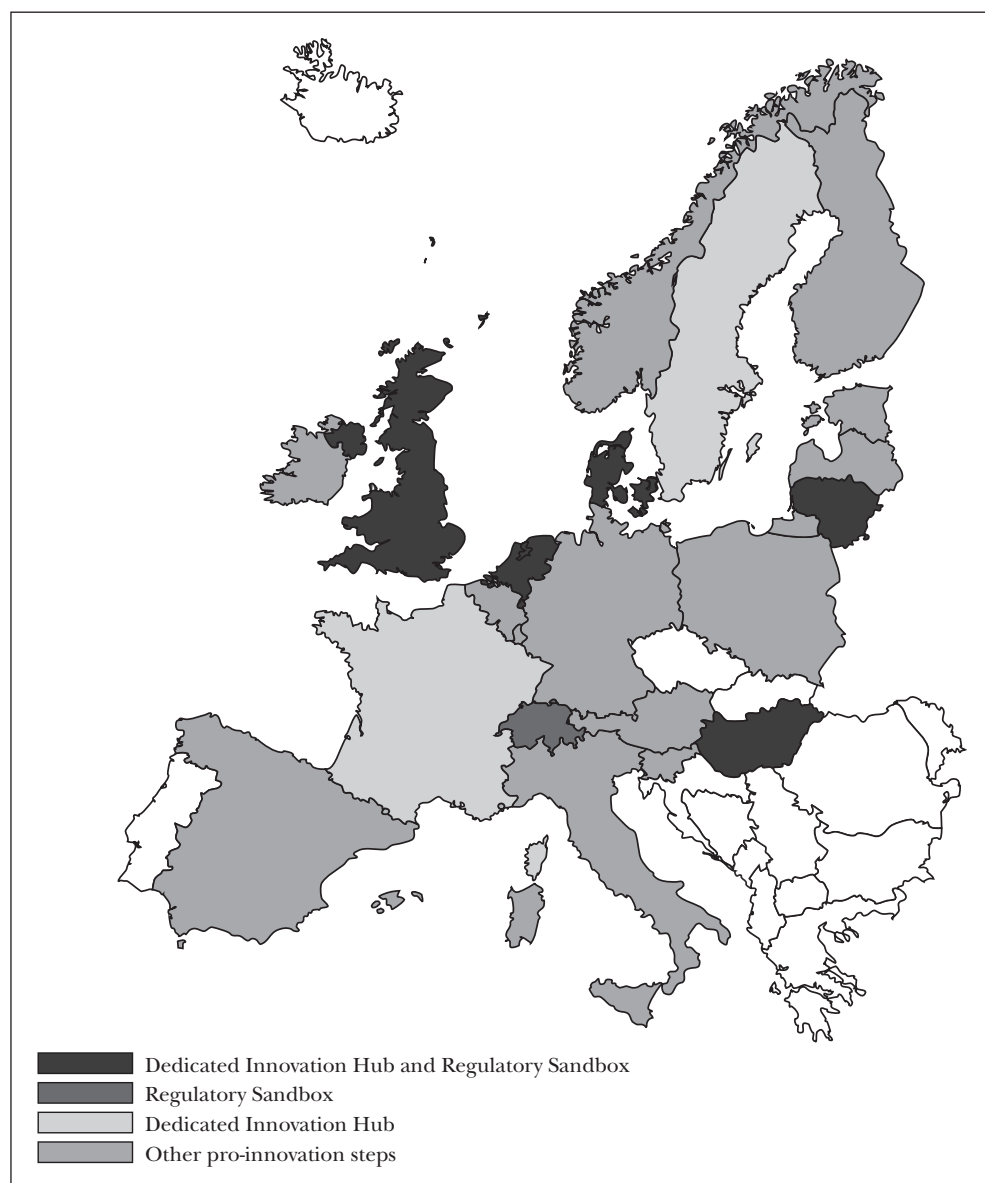 Dedicated Innovation Hub and Regulatory Sandbox
Regulatory Sandbox
Dedicated Innovation Hub
Other pro-innovation steps